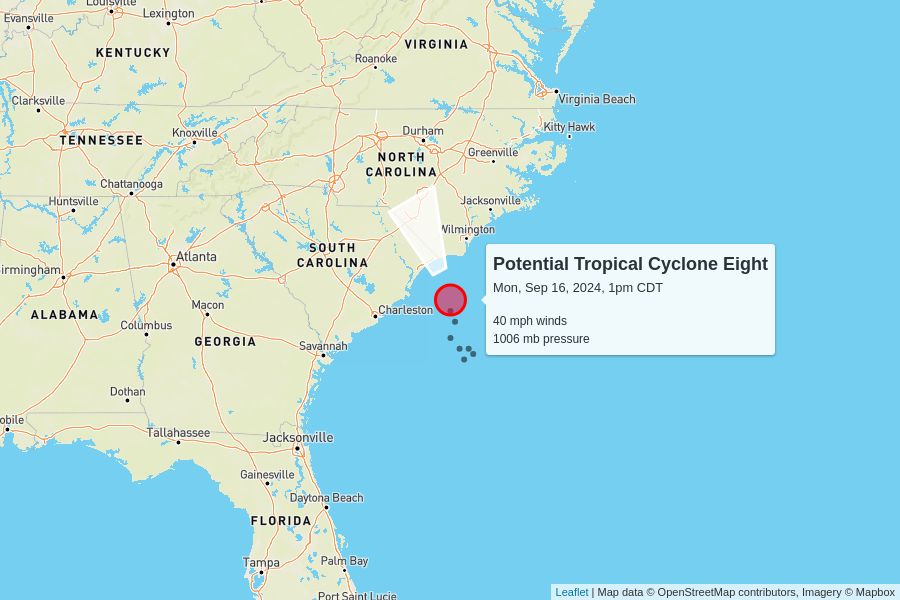 Evansville
Louisville
Lexington
KENTUCKY
VIRGINIA
Roanoke
Clarksville
Virginia Beach
TENNESSEE
Knoxville
Durham
Kitty Hawk
NORTH
CAROLINA
Greenville
Chattanooga
Huntsville
Jacksonville
Wilmington
SOUTH
CAROLINA
Atlanta
irmingham
Potential Tropical Cyclone Eight
Mon, Sep 16, 2024, 1pm CDT
40 mph winds
1006 mb pressure
Macon
Charleston
ALABAMA
Columbus
GEORGIA
Savannah
Dothan
obile
Tallahassee
Jacksonville
Gainesville
Daytona Beach
FLORIDA
Tampa
Palm Bay
Port Saint Lucie
Leaflet | Map data © OpenStreetMap contributors, Imagery © Mapbox